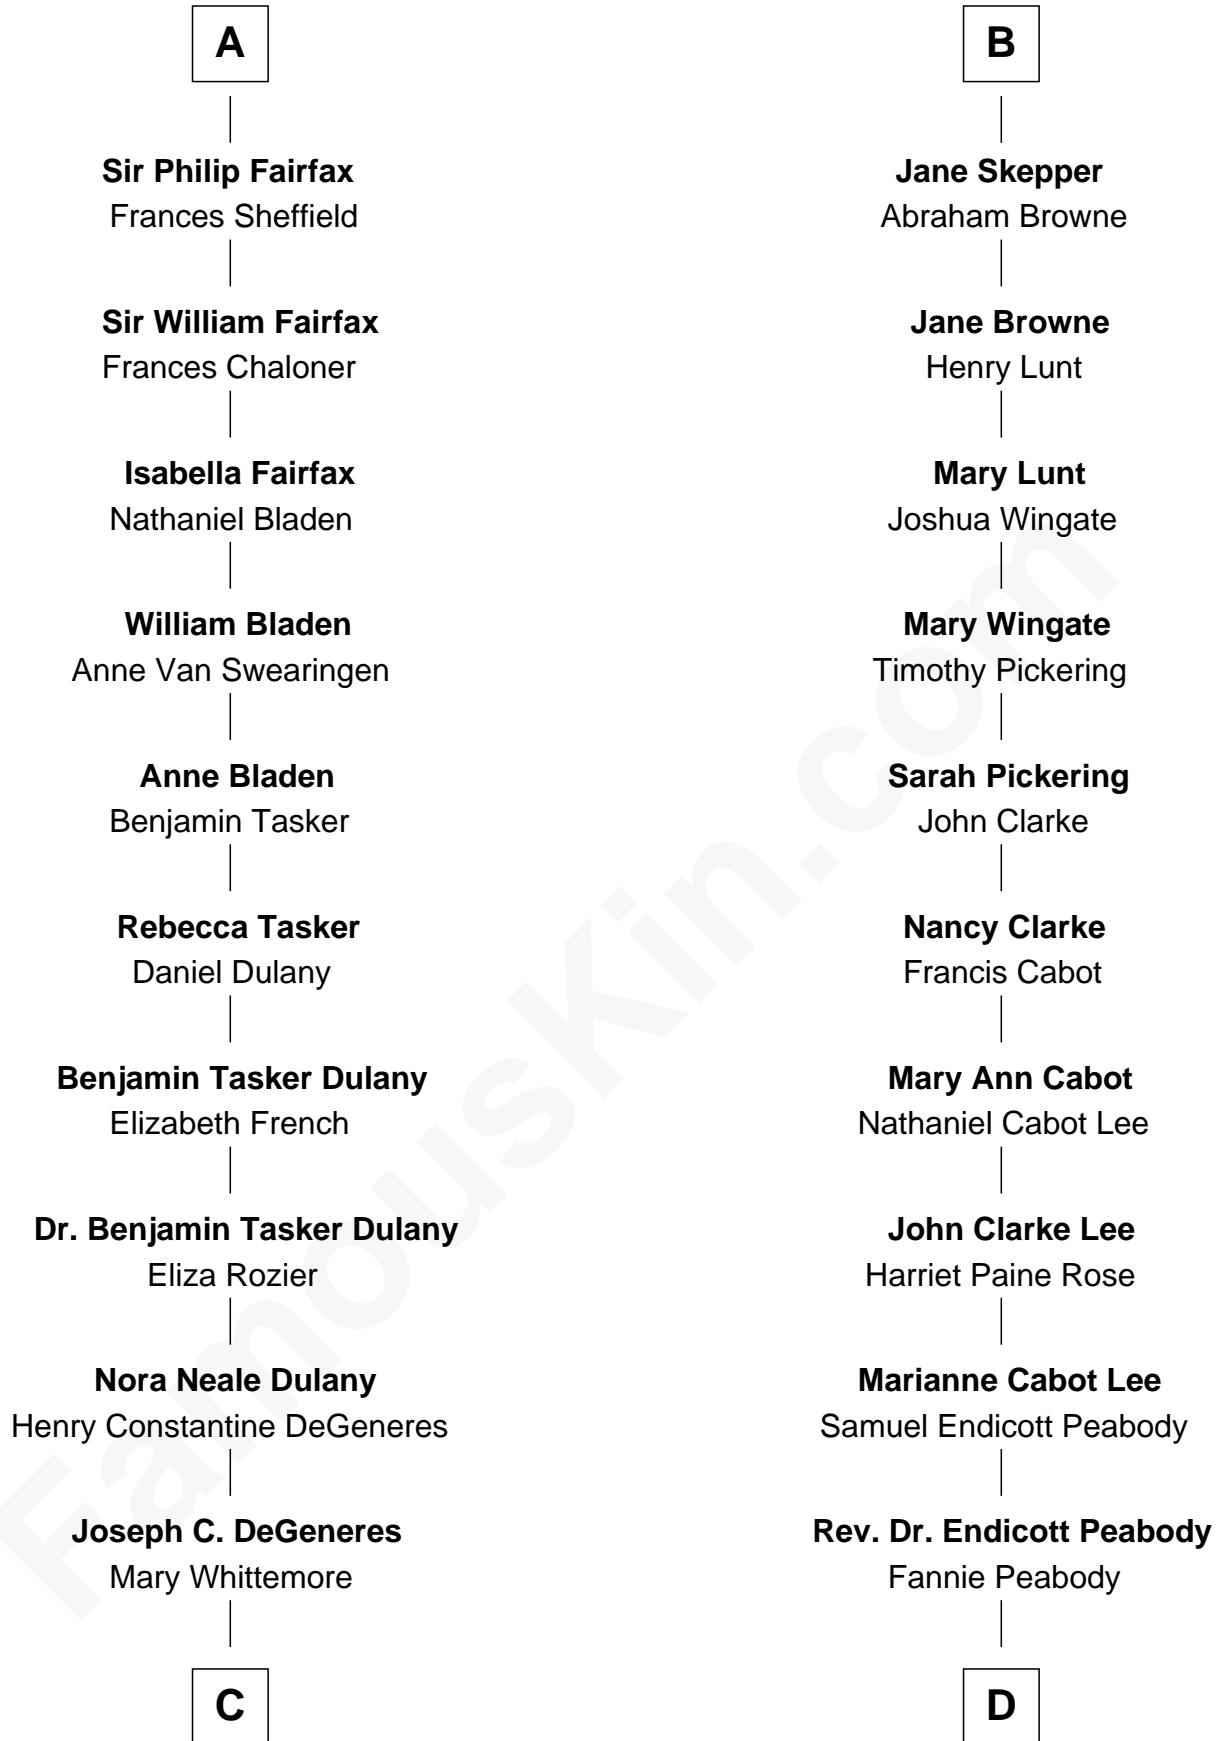 A
Sir Philip Fairfax
Frances Sheffield
Sir William Fairfax
Frances Chaloner
Isabella Fairfax
Nathaniel Bladen
William Bladen
Anne Van Swearingen
Anne Bladen
Benjamin Tasker
Rebecca Tasker
Daniel Dulany
Benjamin Tasker Dulany
Elizabeth French
Dr. Benjamin Tasker Dulany
Eliza Rozier
Nora Neale Dulany
Henry Constantine DeGeneres
Joseph C. DeGeneres
Mary Whittemore
C
B
Jane Skepper
Abraham Browne
Jane Browne
Henry Lunt
Mary Lunt
Joshua Wingate
Mary Wingate
Timothy Pickering
Sarah Pickering
John Clarke
Nancy Clarke
Francis Cabot
Mary Ann Cabot
Nathaniel Cabot Lee
John Clarke Lee
Harriet Paine Rose
Marianne Cabot Lee
Samuel Endicott Peabody
Rev. Dr. Endicott Peabody
Fannie Peabody
D
FamousKin.com